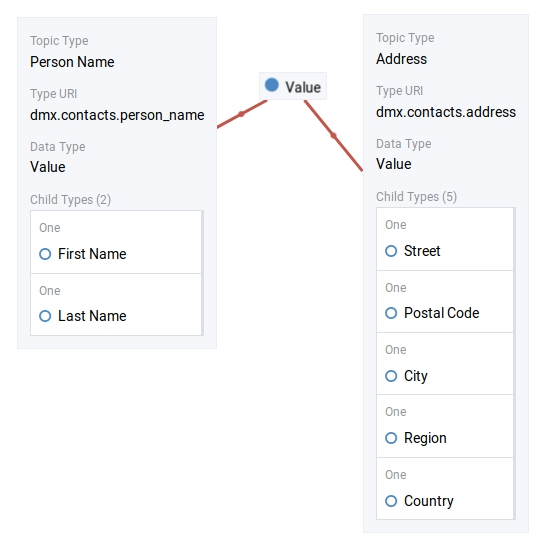 Topic Type
Person Name
Type URI
dmx.contacts.person_name
Data Type
Value
Child Types (2)
One
First Name
One
Last Name
Value
Topic Type
Address
Type URI
dmx.contacts.address
Data Type
Value
Child Types (5)
One
Street
One
Postal Code
One
City
One
Region
One
Country